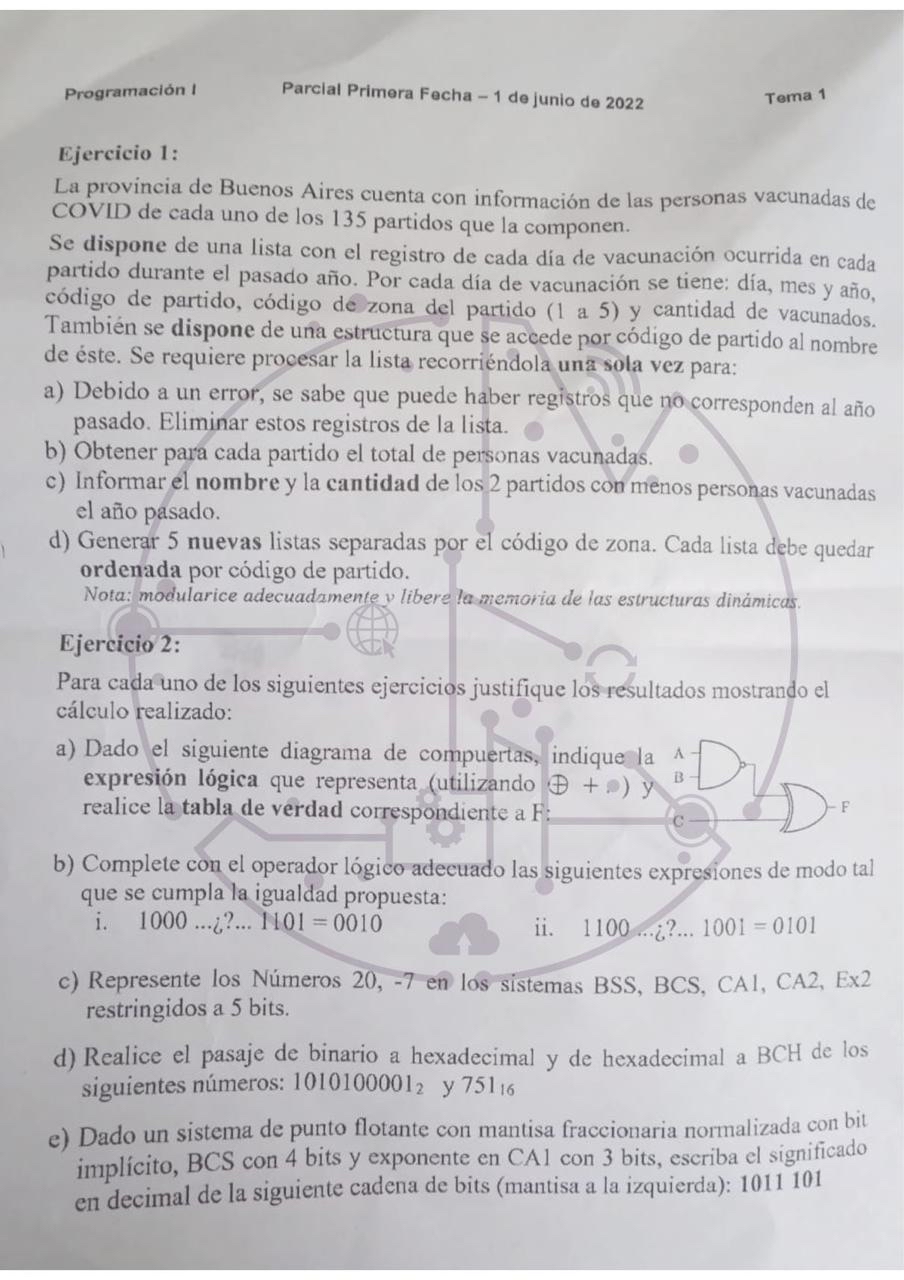 Programación I Parcial Primera Fecha – 1 de junio de 2022 Tema 1
Ejercicio 1:
La provincia de Buenos Aires cuenta con información de las personas vacunadas de
COVID de cada uno de los 135 partidos que la componen.
Se dispone de una lista con el registro de cada día de vacunación ocurrida en cada
partido durante el pasado año. Por cada día de vacunación se tiene: día, mes y año,
código de partido, código de zona del partido (1 a 5) y cantidad de vacunados.
También se dispone de una estructura que se accede por código de partido al nombre
de éste. Se requiere procesar la lista recorriéndola una sola vez para:
a) Debido a un error, se sabe que puede haber registros que no corresponden al año
pasado. Eliminar estos registros de la lista.
b) Obtener para cada partido el total de personas vacunadas.
c) Informar el nombre y la cantidad de los 2 partidos con menos personas vacunadas
el año pasado.
d) Generar 5 nuevas listas separadas por el código de zona. Cada lista debe quedar
ordenada por código de partido.
Nota: modularice adecuadamente y libere la memoria de las estructuras dinámicas.
Ejercicio 2:
Para cada uno de los siguientes ejercicios justifique los resultados mostrando el
cálculo realizado:
a) Dado el siguiente diagrama de compuertas, indique la
expresión lógica que representa (utilizando ⊕ + .) y
realice la tabla de verdad correspondiente a F:
A
B
C
F
b) Complete con el operador lógico adecuado las siguientes expresiones de modo tal
que se cumpla la igualdad propuesta:
i. 1000 ...¿?... 1101 = 0010 ii. 1100 ...¿?... 1001 = 0101
c) Represente los Números 20, -7 en los sistemas BSS, BCS, CA1, CA2, Ex2
restringidos a 5 bits.
d) Realice el pasaje de binario a hexadecimal y de hexadecimal a BCH de los
siguientes números: 1010100001₂ y 751₁₆
e) Dado un sistema de punto flotante con mantisa fraccionaria normalizada con bit
implícito, BCS con 4 bits y exponente en CA1 con 3 bits, escriba el significado
en decimal de la siguiente cadena de bits (mantisa a la izquierda): 1011 101